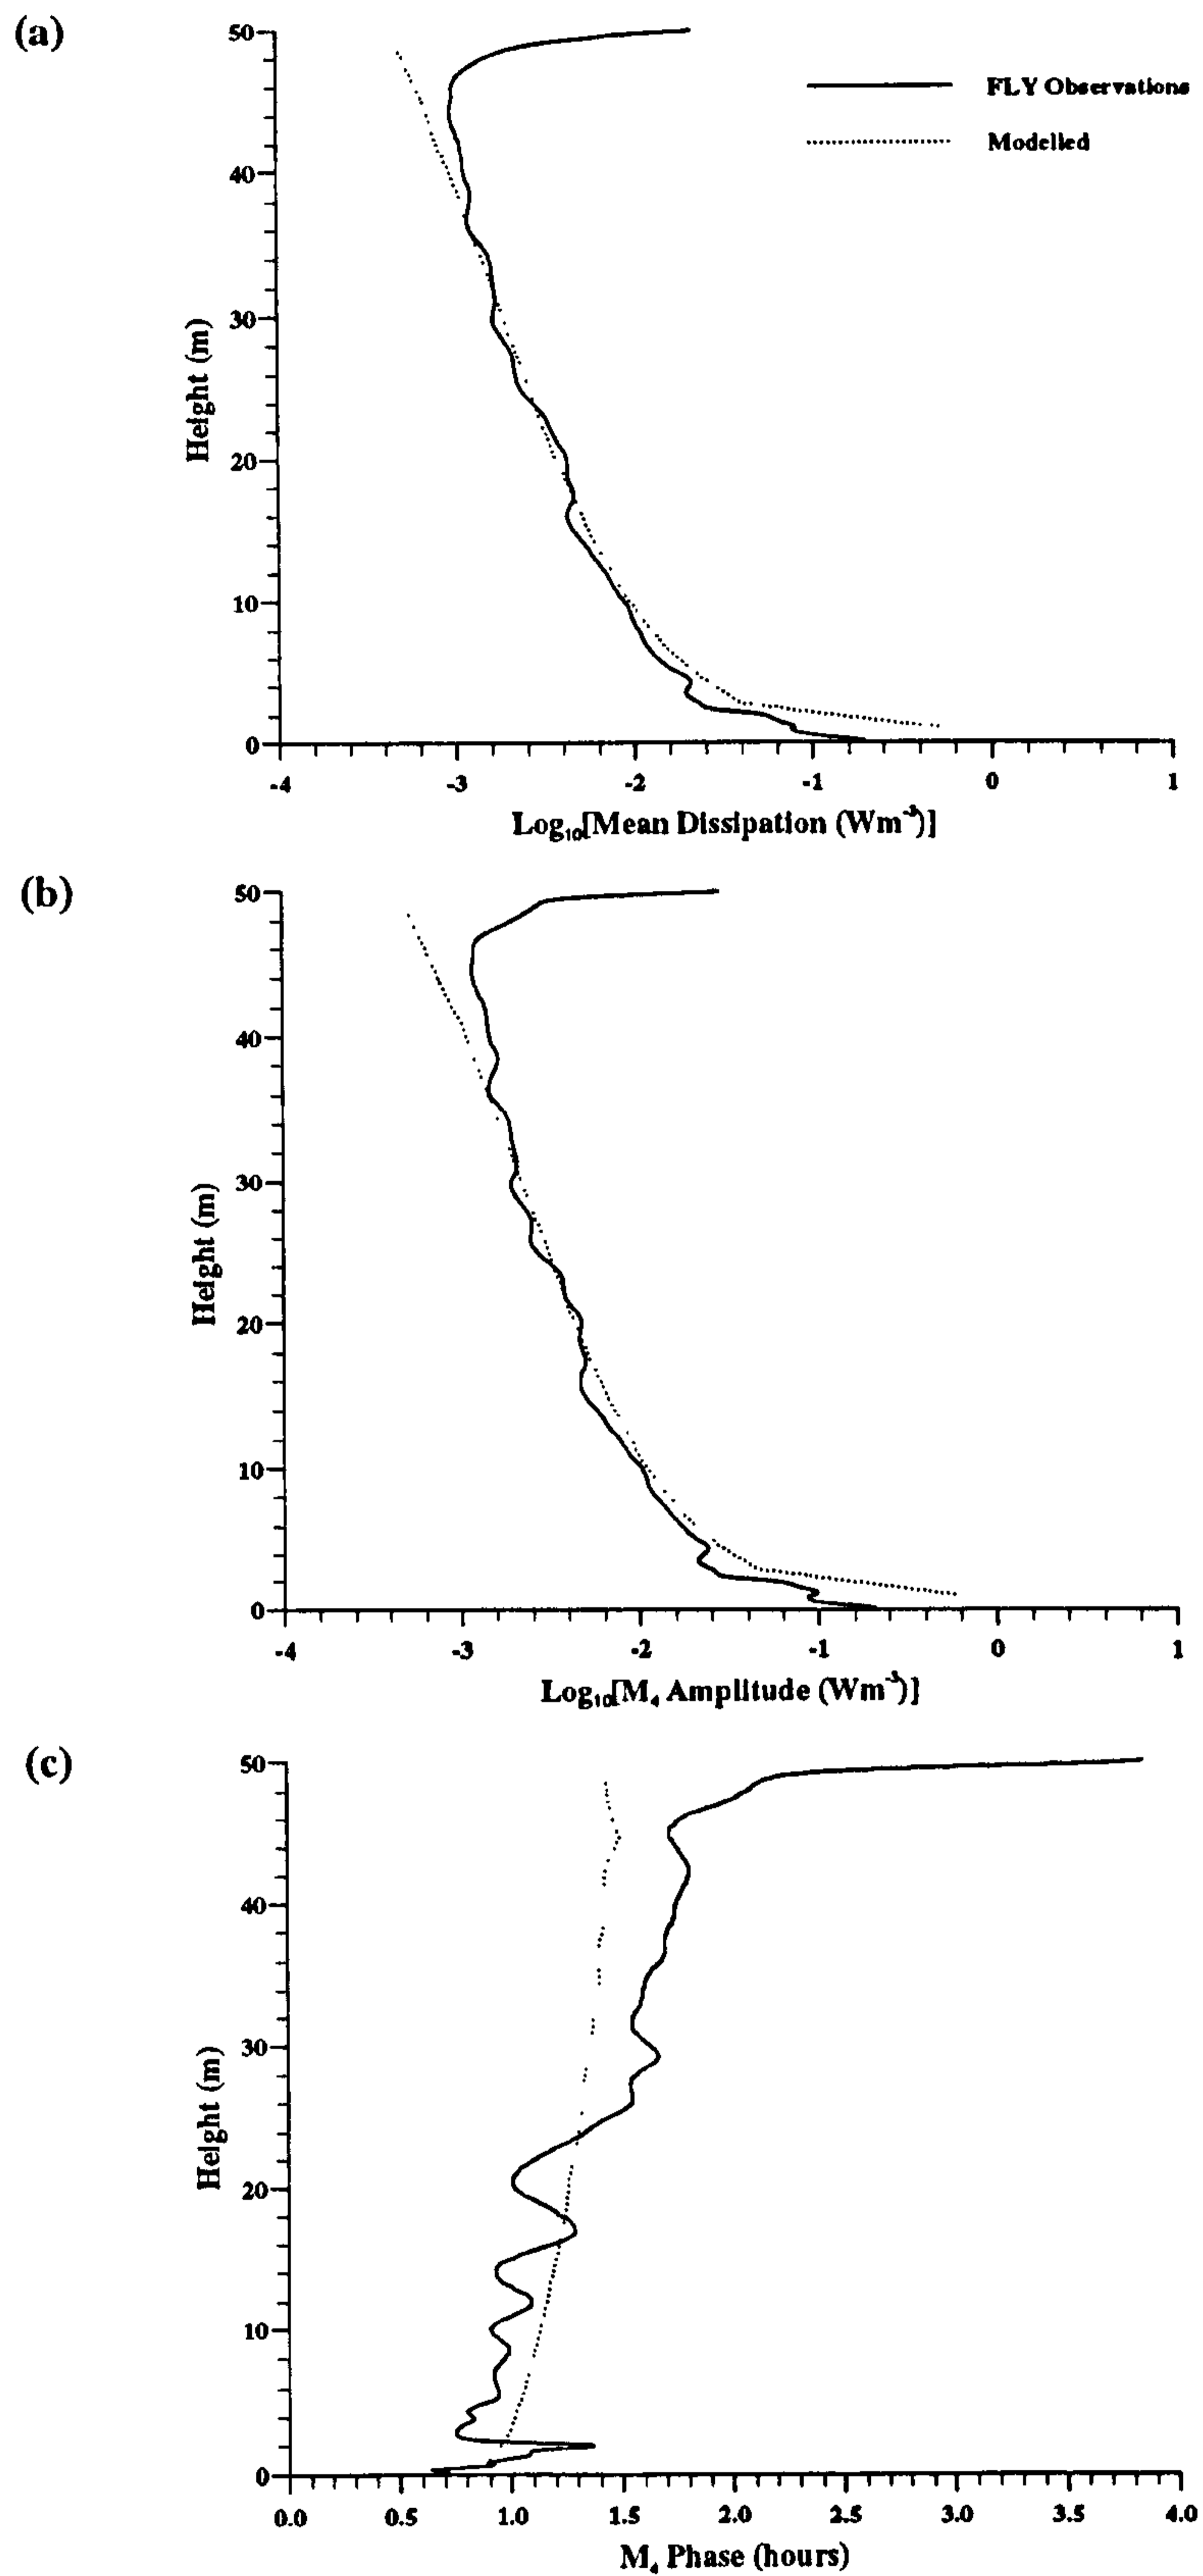 (a)
50
40
30
20
10
0
Height (m)
FLY Observations
Modelled
-4 -3 -2 -1 0 1
Log₁₀[Mean Dissipation (Wm⁻³)]
(b)
50
40
30
20
10
0
Height (m)
-4 -3 -2 -1 0 1
Log₁₀[M₄ Amplitude (Wm⁻³)]
(c)
50
40
30
20
10
0
Height (m)
0.0 0.5 1.0 1.5 2.0 2.5 3.0 3.5 4.0
M₄ Phase (hours)